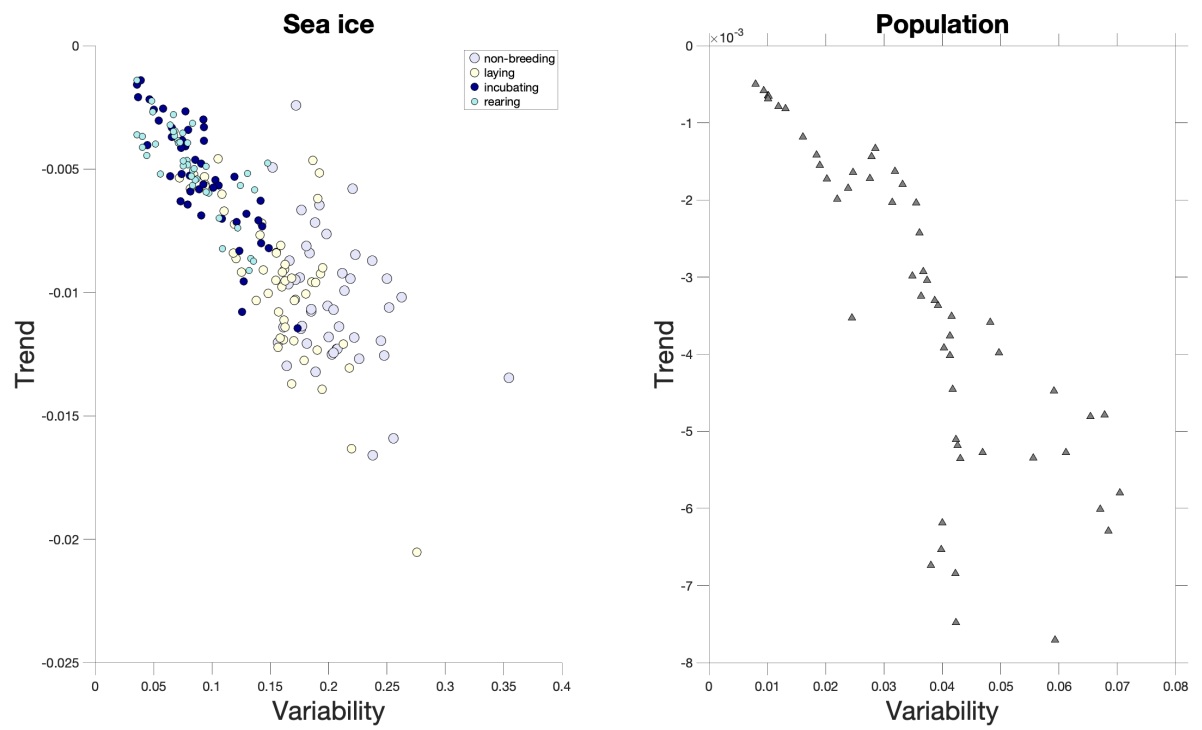 Sea ice
0
-0.005
-0.01
-0.015
-0.02
-0.025
Trend
0 0.05 0.1 0.15 0.2 0.25 0.3 0.35 0.4
Variability
non-breeding
laying
incubating
rearing
Population
×10-3
0
-1
-2
-3
-4
-5
-6
-7
-8
Trend
0 0.01 0.02 0.03 0.04 0.05 0.06 0.07 0.08
Variability